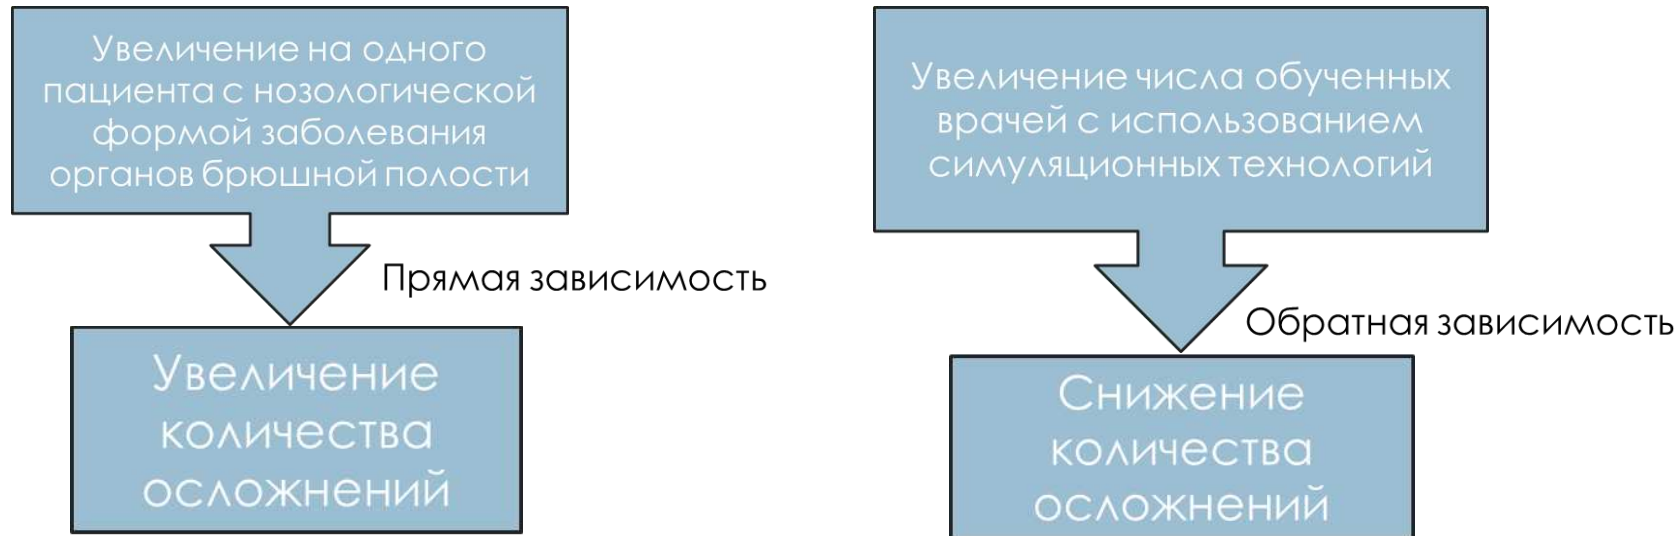 Увеличение на одного
пациента с нозологической
формой заболевания
органов брюшной полости
Прямая зависимость
Увеличение
количества
осложнений
Увеличение числа обученных
врачей с использованием
симуляционных технологий
Обратная зависимость
Снижение
количества
осложнений